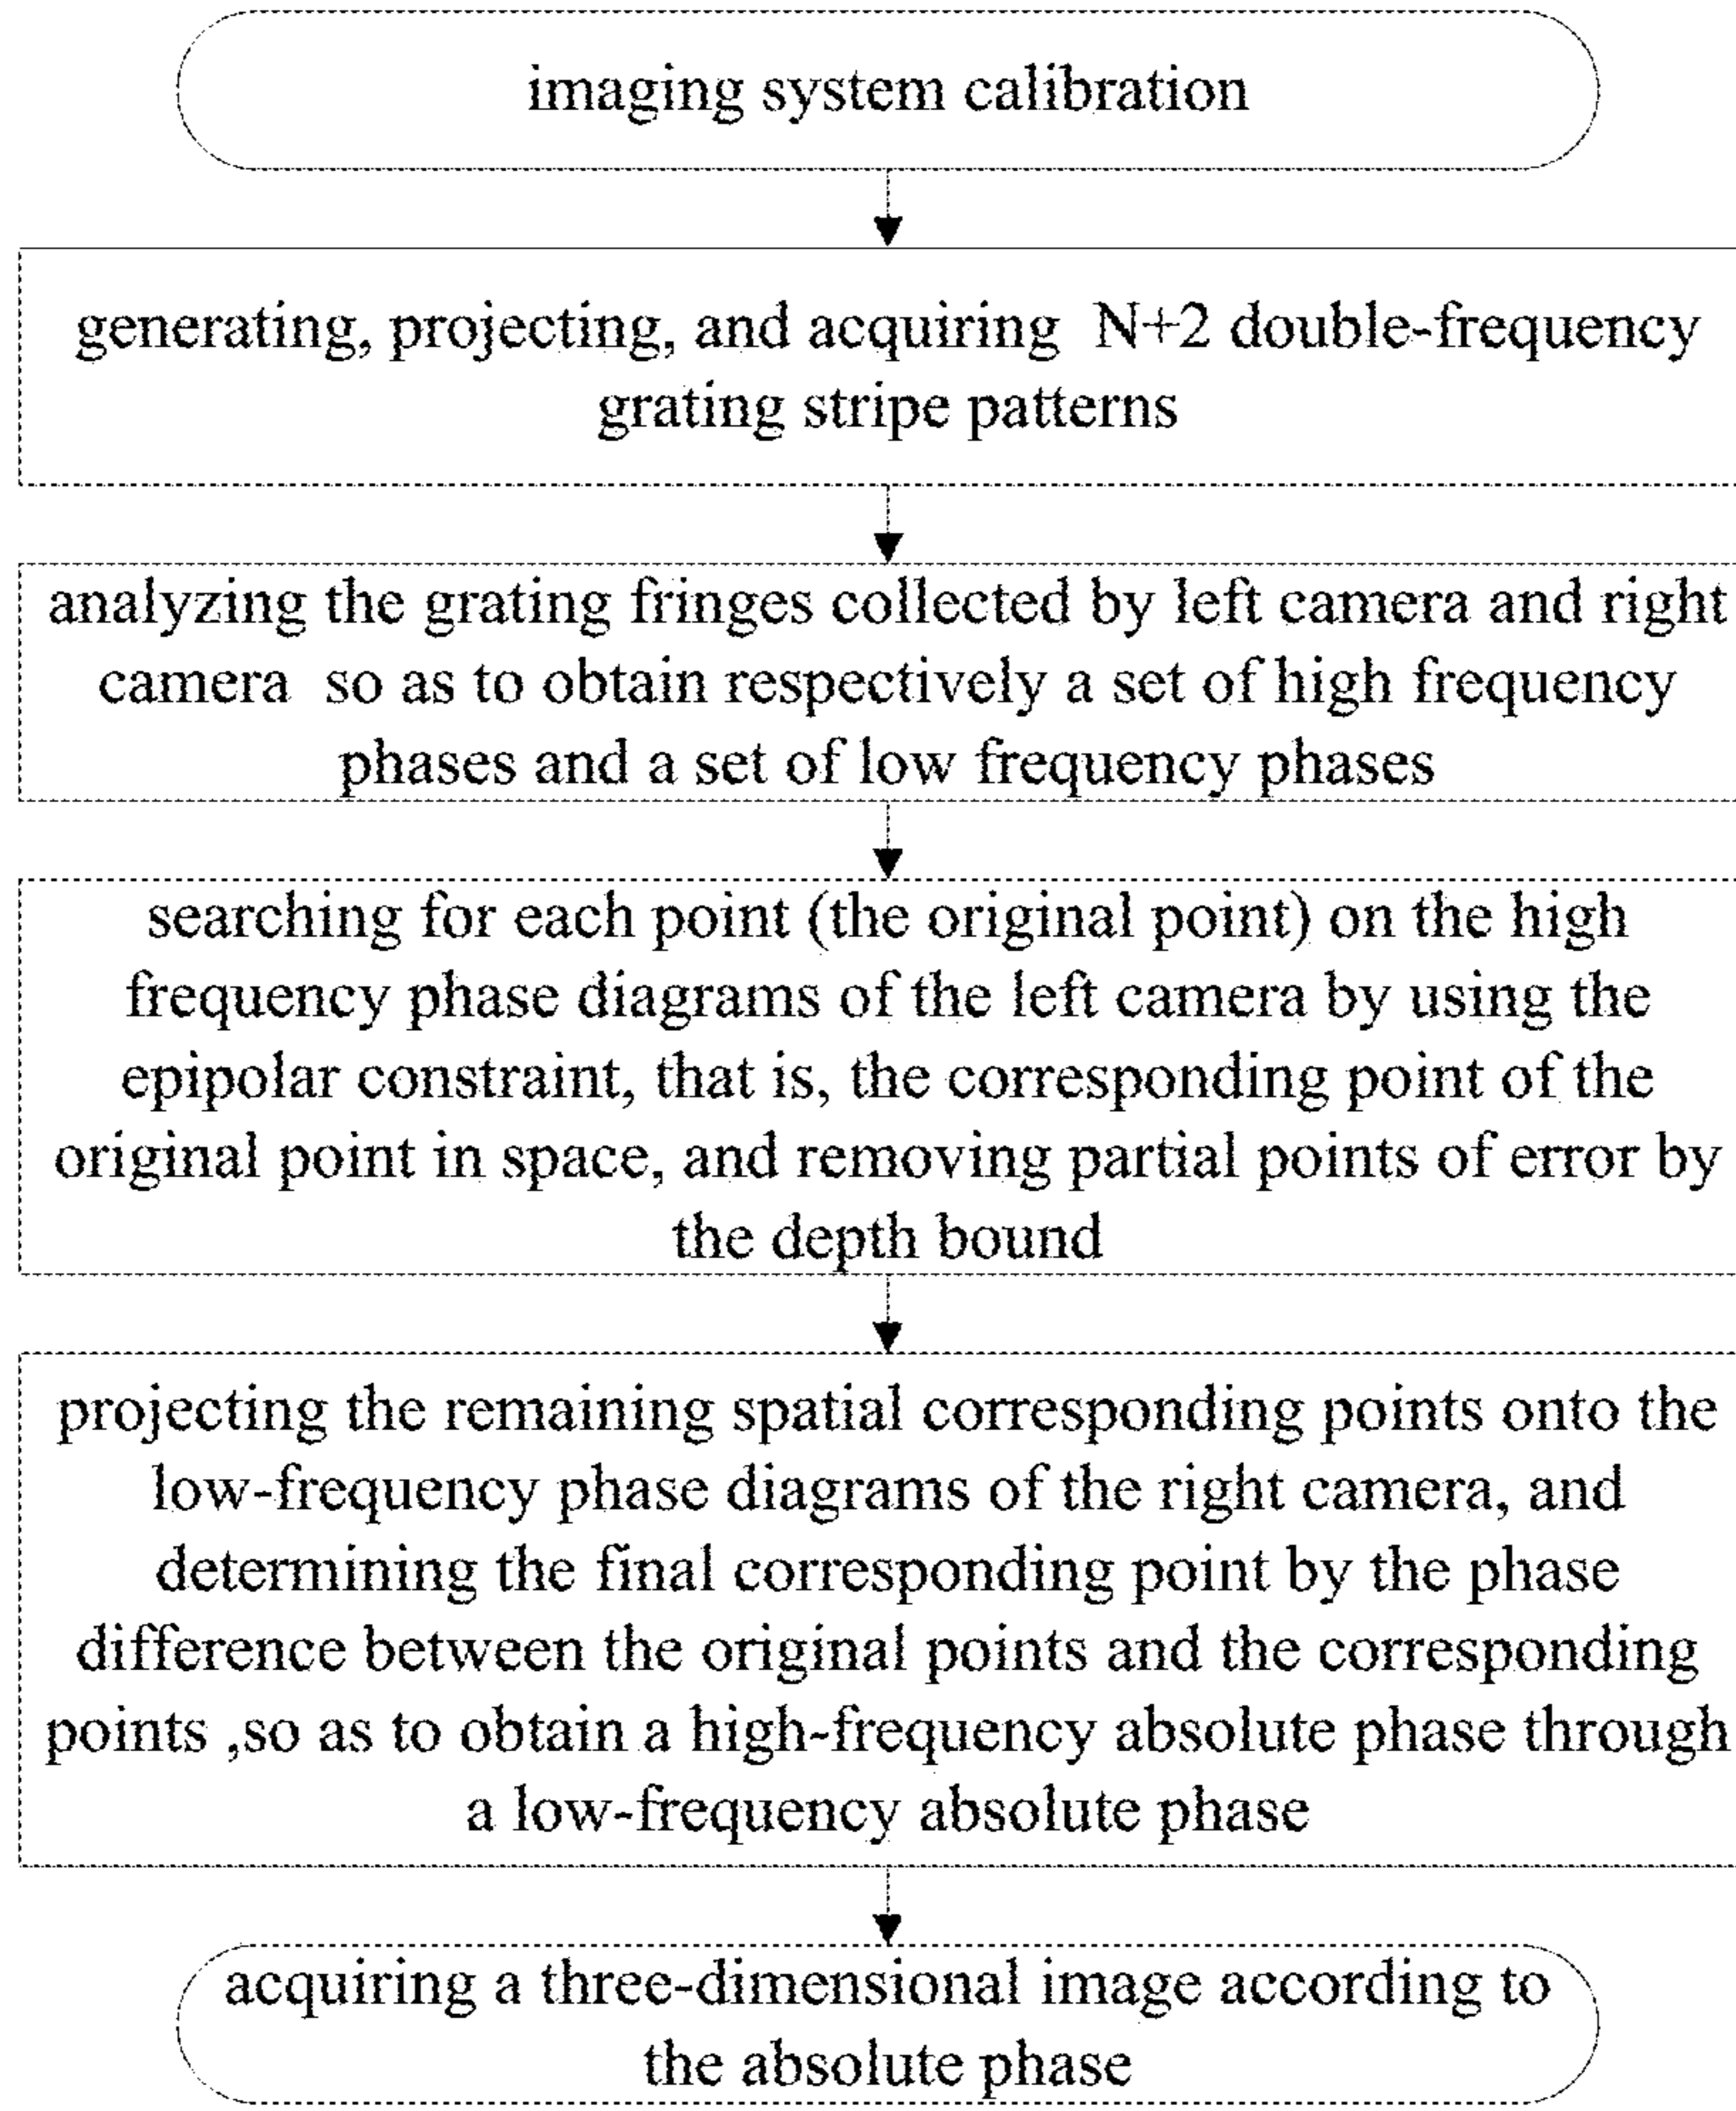 imaging system calibration
generating, projecting, and acquiring N+2 double-frequency
grating stripe patterns
analyzing the grating fringes collected by left camera and right
camera so as to obtain respectively a set of high frequency
phases and a set of low frequency phases
searching for each point (the original point) on the high
frequency phase diagrams of the left camera by using the
epipolar constraint, that is, the corresponding point of the
original point in space, and removing partial points of error by
the depth bound
projecting the remaining spatial corresponding points onto the
low-frequency phase diagrams of the right camera, and
determining the final corresponding point by the phase
difference between the original points and the corresponding
points ,so as to obtain a high-frequency absolute phase through
a low-frequency absolute phase
acquiring a three-dimensional image according to
the absolute phase